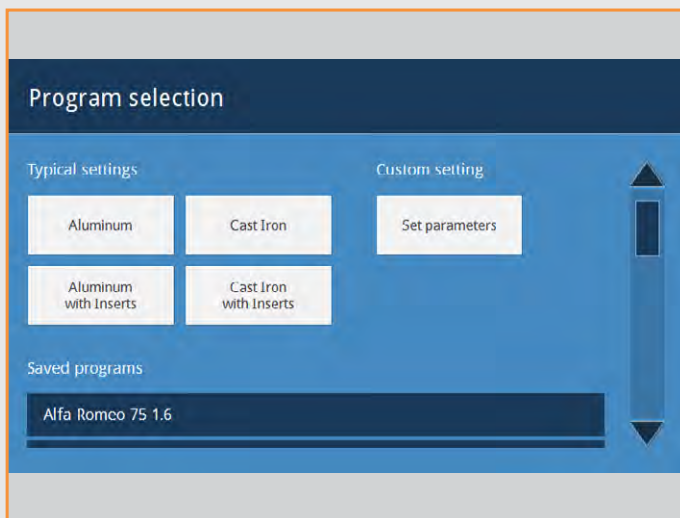 Program selection
Typical settings
Custom setting
Aluminum
Cast Iron
Set parameters
Aluminum
with Inserts
Cast Iron
with Inserts
Saved programs
Alfa Romeo 75 1.6